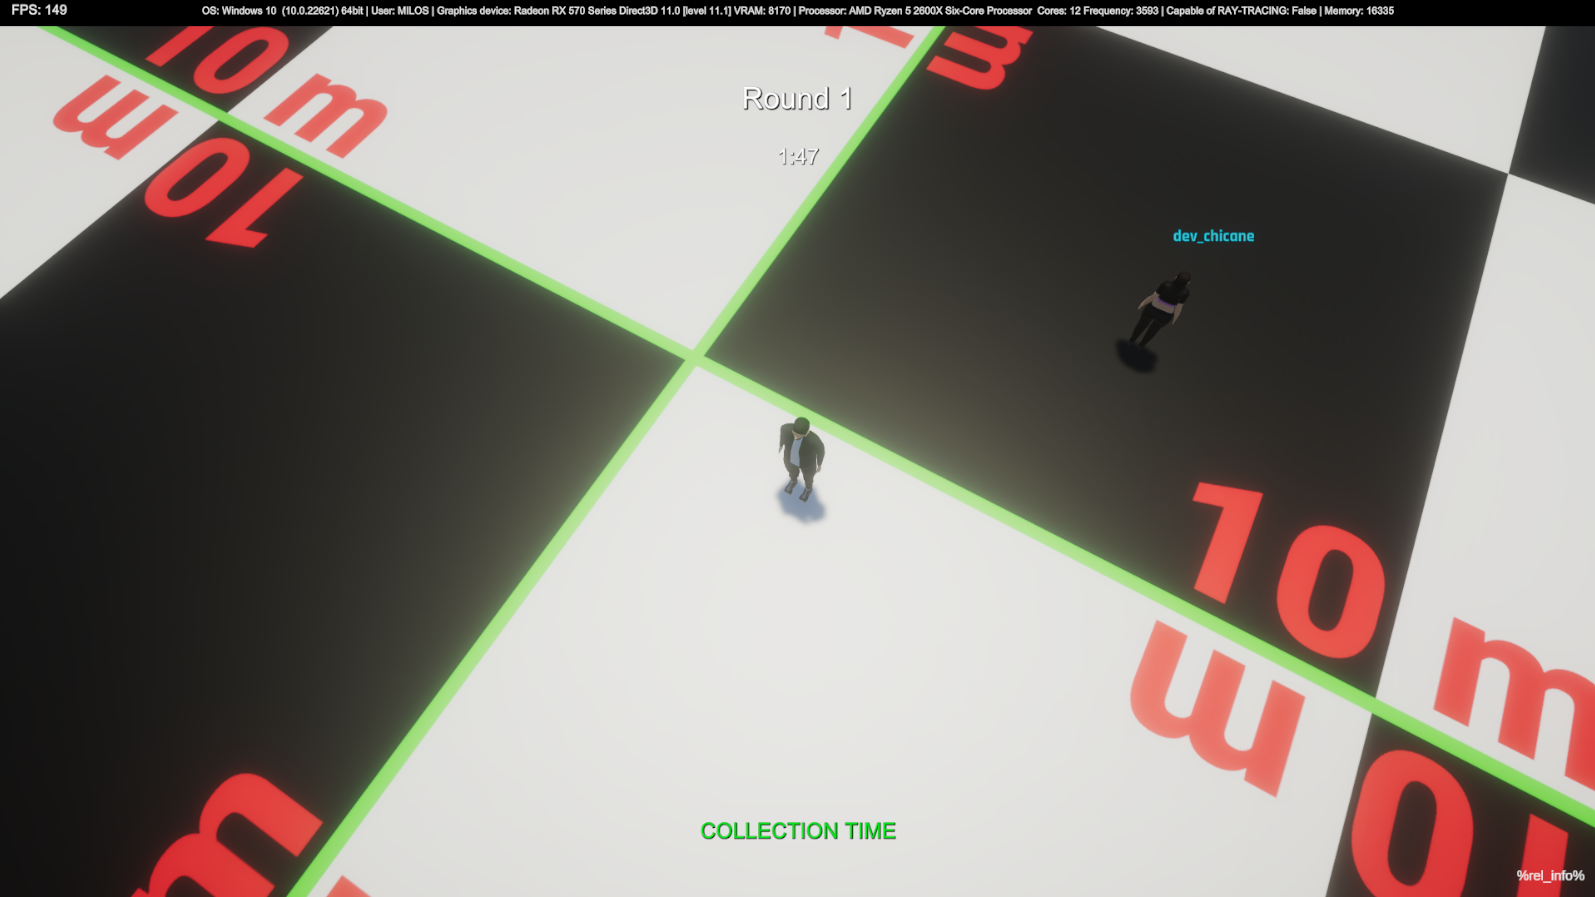 FPS: 149
OS: Windows 10 (10.0.22621) 64bit | User: MILOS | Graphics device: Radeon RX 570 Series Direct3D 11.0 [level 11.1] VRAM: 8170 | Processor: AMD Ryzen 5 2600X Six-Core Processor Cores: 12 Frequency: 3593 | Capable of RAY-TRACING: False | Memory: 16335
10 m
10 m
m
Round 1
1:47
dev_chicane
10 m
10 m
m
COLLECTION TIME
%rel_info%